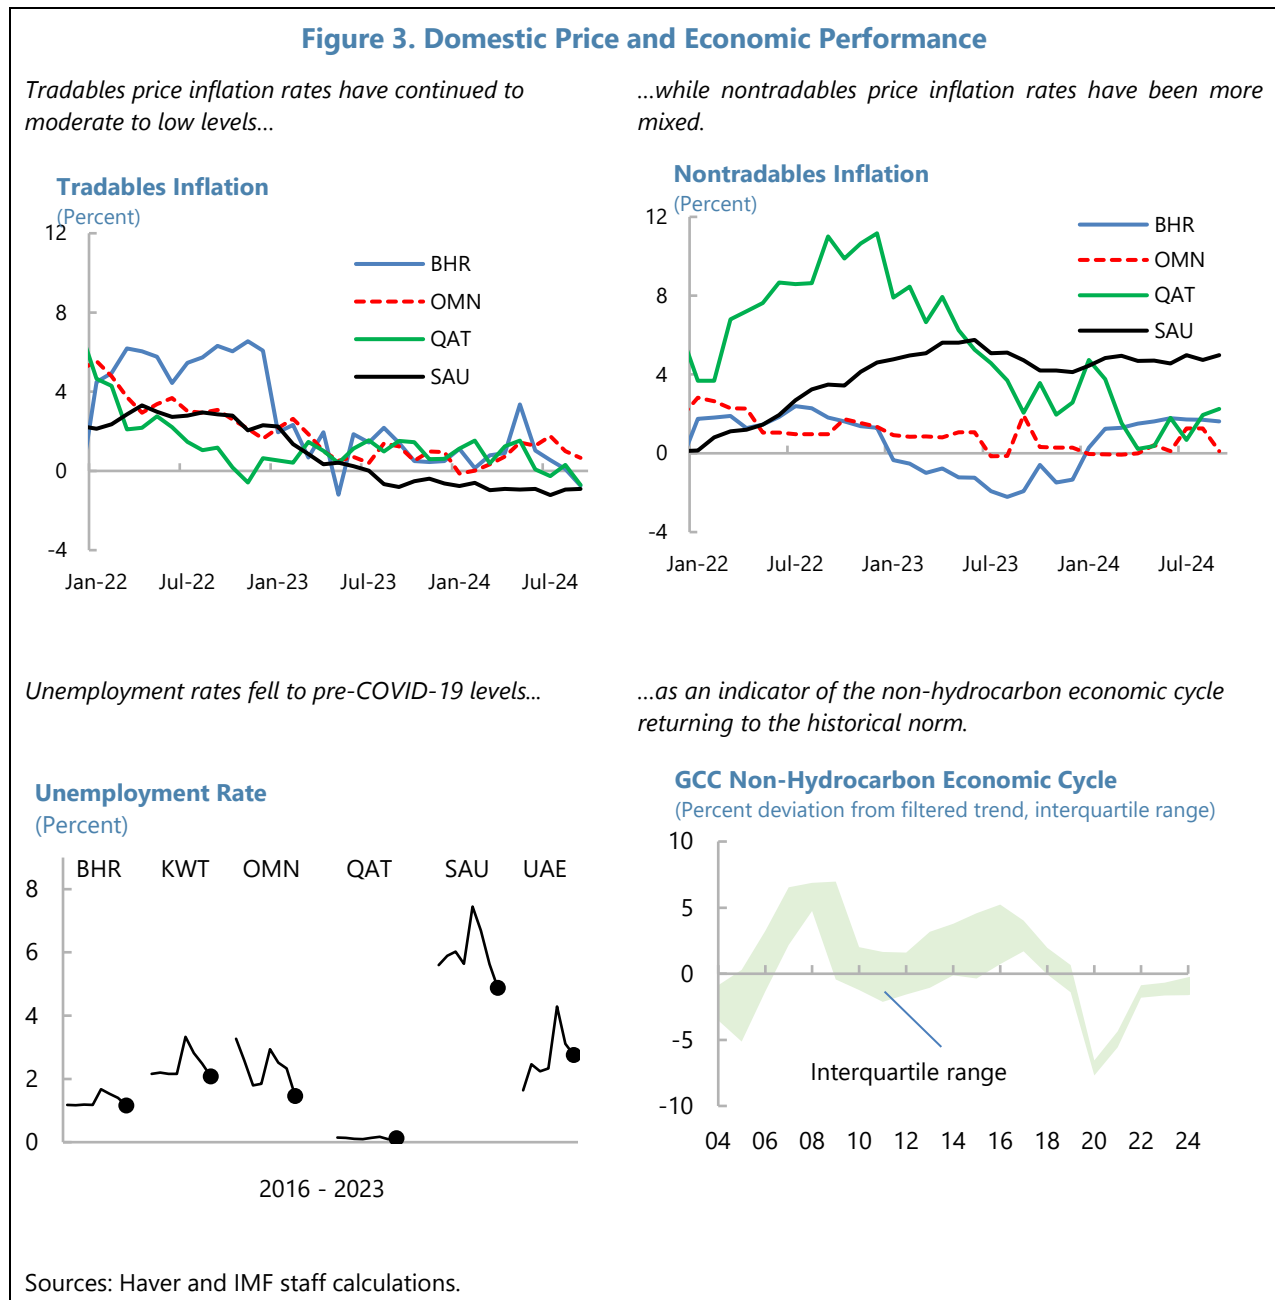 Figure 3. Domestic Price and Economic Performance
Tradables price inflation rates have continued to
moderate to low levels...
...while nontradables price inflation rates have been more
mixed.
Tradables Inflation
(Percent)
12
8
4
0
-4
BHR
OMN
QAT
SAU
Jan-22 Jul-22 Jan-23 Jul-23 Jan-24 Jul-24
Nontradables Inflation
(Percent)
12
8
4
0
-4
BHR
OMN
QAT
SAU
Jan-22 Jul-22 Jan-23 Jul-23 Jan-24 Jul-24
Unemployment rates fell to pre-COVID-19 levels...
...as an indicator of the non-hydrocarbon economic cycle
returning to the historical norm.
Unemployment Rate
(Percent)
BHR KWT OMN QAT SAU UAE
8
6
4
2
0
2016 - 2023
GCC Non-Hydrocarbon Economic Cycle
(Percent deviation from filtered trend, interquartile range)
10
5
0
-5
-10
Interquartile range
04 06 08 10 12 14 16 18 20 22 24
Sources: Haver and IMF staff calculations.